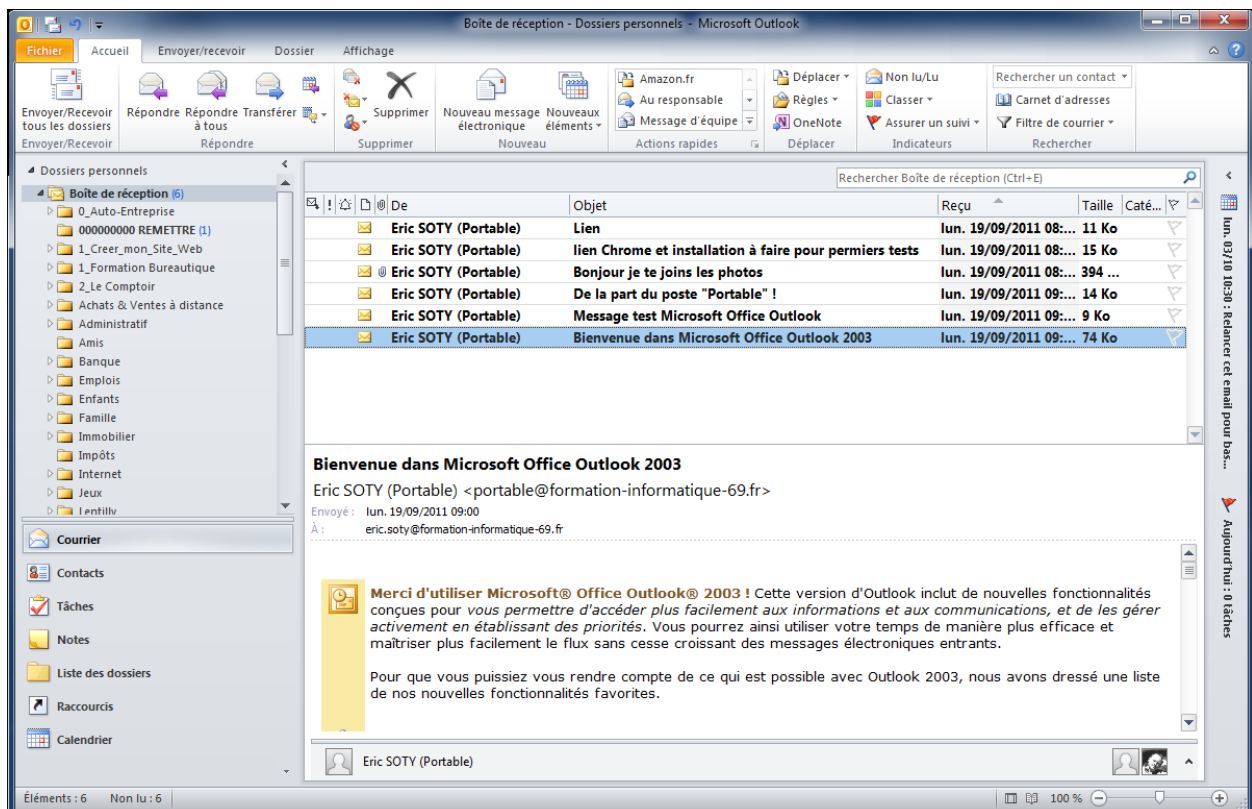 Boîte de réception - Dossiers personnels - Microsoft Outlook
Fichier Accueil Envoyer/recevoir Dossier Affichage
Envoyer/Recevoir tous les dossiers
Envoyer/Recevoir
Répondre Répondre à tous Transférer
Répondre
Supprimer
Supprimer
Nouveau message électronique Nouveaux éléments
Nouveau
Amazon.fr
Au responsable
Message d'équipe
Actions rapides
Déplacer
Règles
OneNote
Déplacer
Non lu/Lu
Classer
Assurer un suivi
Indicateurs
Rechercher un contact
Carnet d'adresses
Filtre de courrier
Rechercher
Dossiers personnels
Boîte de réception (6)
0_Auto-Entreprise
000000000 REMETTRE (1)
1_Creer_mon_Site_Web
1_Formation Bureautique
2_Le Comptoir
Achats & Ventes à distance
Administratif
Amis
Banque
Emplois
Enfants
Famille
Immobilier
Impôts
Internet
Jeux
Lentilly
Courrier
Contacts
Tâches
Notes
Liste des dossiers
Raccourcis
Calendrier
Rechercher Boîte de réception (Ctrl+E)
De Objet Reçu Taille Caté...
Eric SOTY (Portable) Lien lun. 19/09/2011 08:... 11 Ko
Eric SOTY (Portable) lien Chrome et installation à faire pour permiers tests lun. 19/09/2011 08:... 15 Ko
Eric SOTY (Portable) Bonjour je te joins les photos lun. 19/09/2011 08:... 394 ...
Eric SOTY (Portable) De la part du poste "Portable" ! lun. 19/09/2011 09:... 14 Ko
Eric SOTY (Portable) Message test Microsoft Office Outlook lun. 19/09/2011 09:... 9 Ko
Eric SOTY (Portable) Bienvenue dans Microsoft Office Outlook 2003 lun. 19/09/2011 09:... 74 Ko
Bienvenue dans Microsoft Office Outlook 2003
Eric SOTY (Portable) <portable@formation-informatique-69.fr>
Envoyé : lun. 19/09/2011 09:00
À : eric.soty@formation-informatique-69.fr
Merci d'utiliser Microsoft® Office Outlook® 2003 ! Cette version d'Outlook inclut de nouvelles fonctionnalités
conçues pour vous permettre d'accéder plus facilement aux informations et aux communications, et de les gérer
activement en établissant des priorités. Vous pourrez ainsi utiliser votre temps de manière plus efficace et
maîtriser plus facilement le flux sans cesse croissant des messages électroniques entrants.
Pour que vous puissiez vous rendre compte de ce qui est possible avec Outlook 2003, nous avons dressé une liste
de nos nouvelles fonctionnalités favorites.
Eric SOTY (Portable)
lun. 03/10 10:30 : Relancer cet email pour bas...
Aujourd'hui : 0 tâches
Éléments : 6 Non lu : 6
100 %